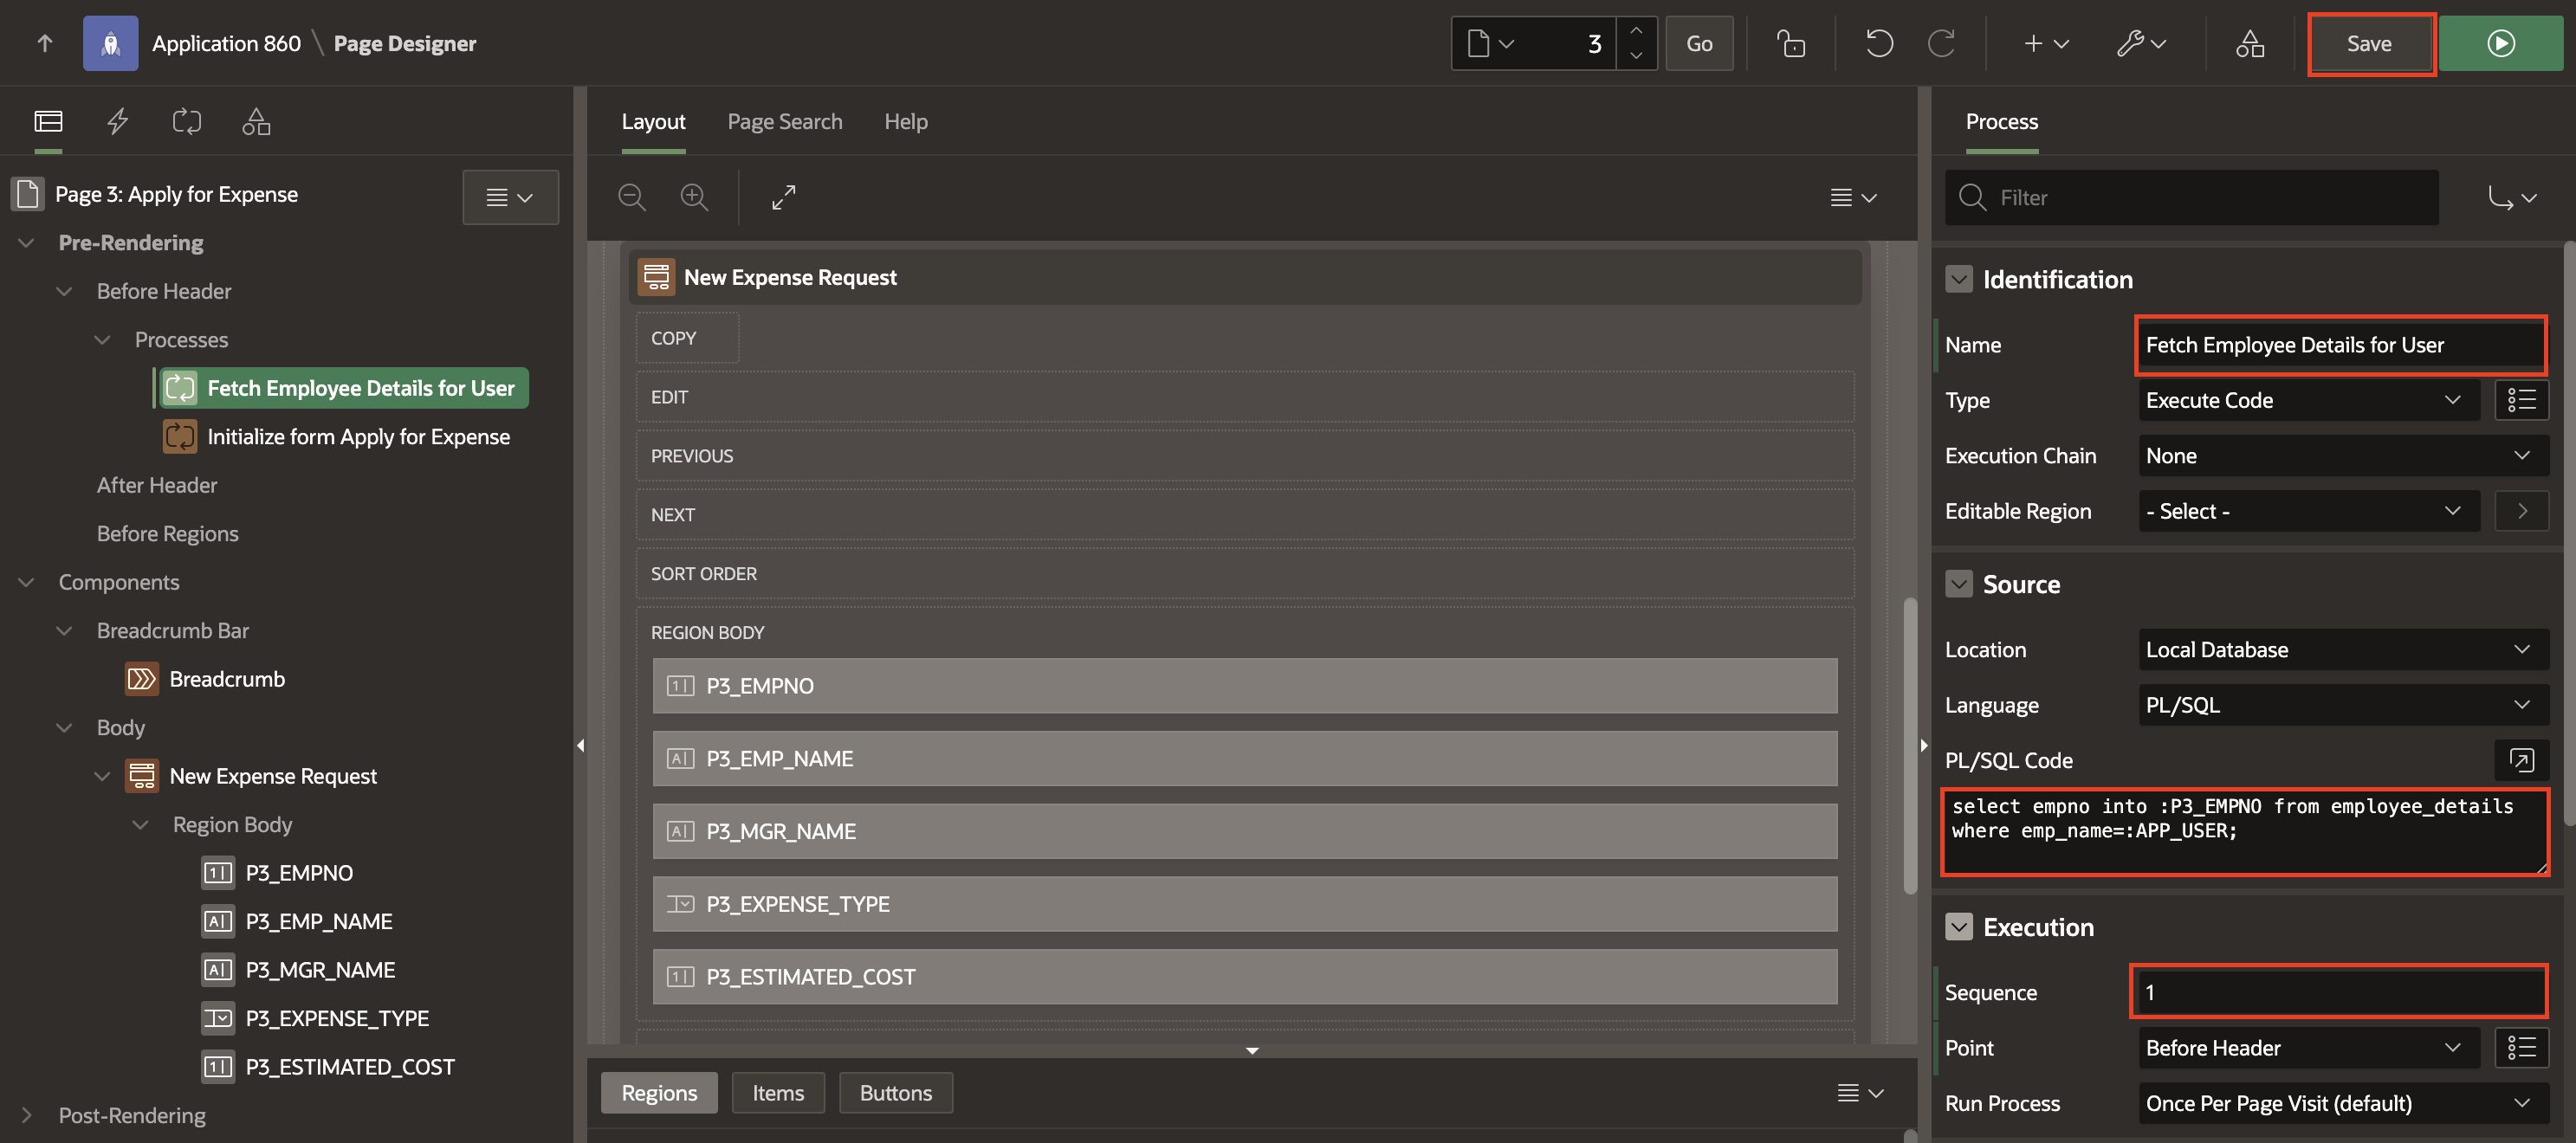 Application 860 \ Page Designer
3
Go
Save
Page 3: Apply for Expense
Pre-Rendering
Before Header
Processes
Fetch Employee Details for User
Initialize form Apply for Expense
After Header
Before Regions
Components
Breadcrumb Bar
Breadcrumb
Body
New Expense Request
Region Body
P3_EMPNO
P3_EMP_NAME
P3_MGR_NAME
P3_EXPENSE_TYPE
P3_ESTIMATED_COST
Post-Rendering
Layout
Page Search
Help
New Expense Request
COPY
EDIT
PREVIOUS
NEXT
SORT ORDER
REGION BODY
P3_EMPNO
P3_EMP_NAME
P3_MGR_NAME
P3_EXPENSE_TYPE
P3_ESTIMATED_COST
Regions
Items
Buttons
Process
Filter
Identification
Name
Fetch Employee Details for User
Type
Execute Code
Execution Chain
None
Editable Region
- Select -
Source
Location
Local Database
Language
PL/SQL
PL/SQL Code
select empno into :P3_EMPNO from employee_details
where emp_name=:APP_USER;
Execution
Sequence
1
Point
Before Header
Run Process
Once Per Page Visit (default)